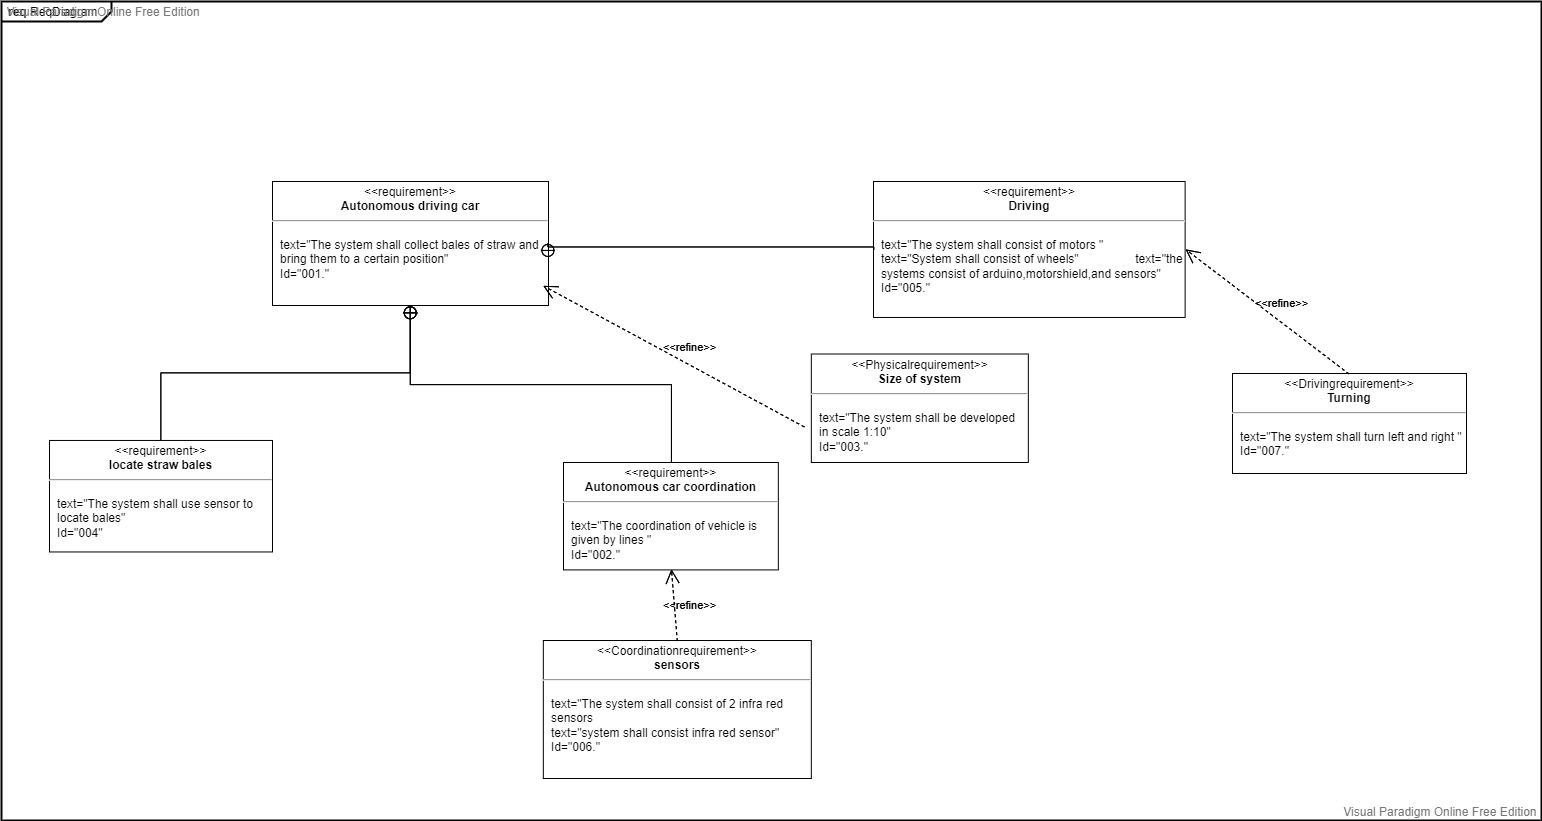 req ReqDiagram
Visual Paradigm Online Free Edition
<<requirement>>
Autonomous driving car
text="The system shall collect bales of straw and
bring them to a certain position"
Id="001."
<<requirement>>
Driving
text="The system shall consist of motors "
text="System shall consist of wheels" text="the
systems consist of arduino,motorshield,and sensors"
Id="005."
<<refine>>
<<refine>>
<<Physicalrequirement>>
Size of system
text="The system shall be developed
in scale 1:10"
Id="003."
<<Drivingrequirement>>
Turning
text="The system shall turn left and right "
Id="007."
<<requirement>>
locate straw bales
text="The system shall use sensor to
locate bales"
Id="004"
<<requirement>>
Autonomous car coordination
text="The coordination of vehicle is
given by lines "
Id="002."
<<refine>>
<<Coordinationrequirement>>
sensors
text="The system shall consist of 2 infra red
sensors
text="system shall consist infra red sensor"
Id="006."
Visual Paradigm Online Free Edition